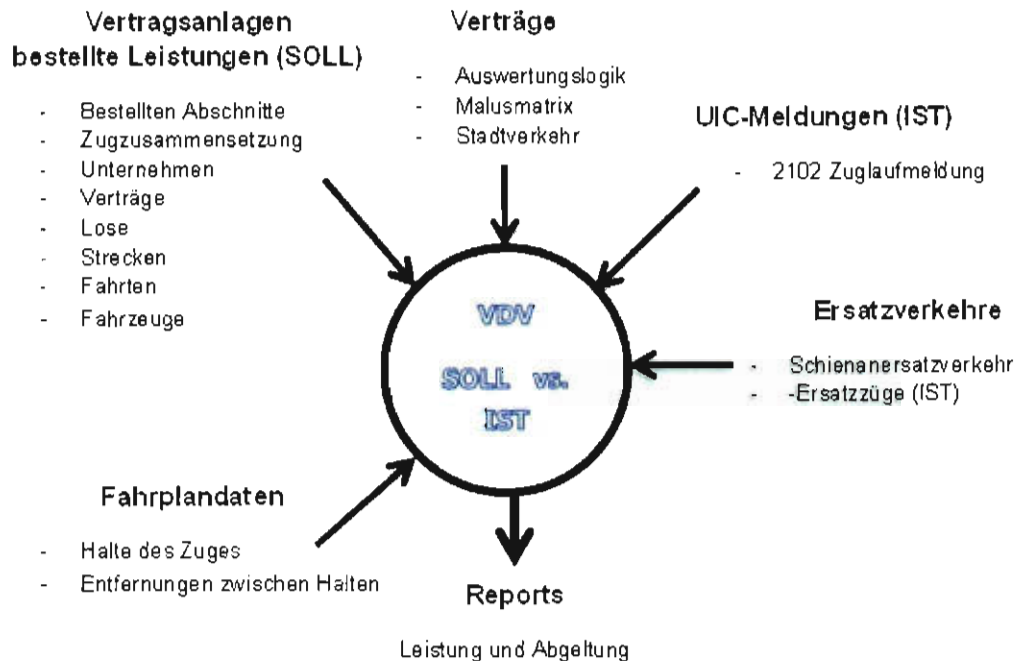 Vertragsanlagen
bestellte Leistungen (SOLL)
- Bestellten Abschnitte
- Zugzusammensetzung
- Unternehmen
- Verträge
- Lose
- Strecken
- Fahrten
- Fahrzeuge
Verträge
- Auswertungslogik
- Malusmatrix
- Stadtverkehr
UIC-Meldungen (IST)
- 2102 Zuglaufmeldung
Ersatzverkehre
- Schienanersatzverkehr
- -Ersatzzüge (IST)
VDV
SOLL vs.
IST
Fahrplandaten
- Halte des Zuges
- Entfernungen zwischen Halten
Reports
Leistung und Abgeltung